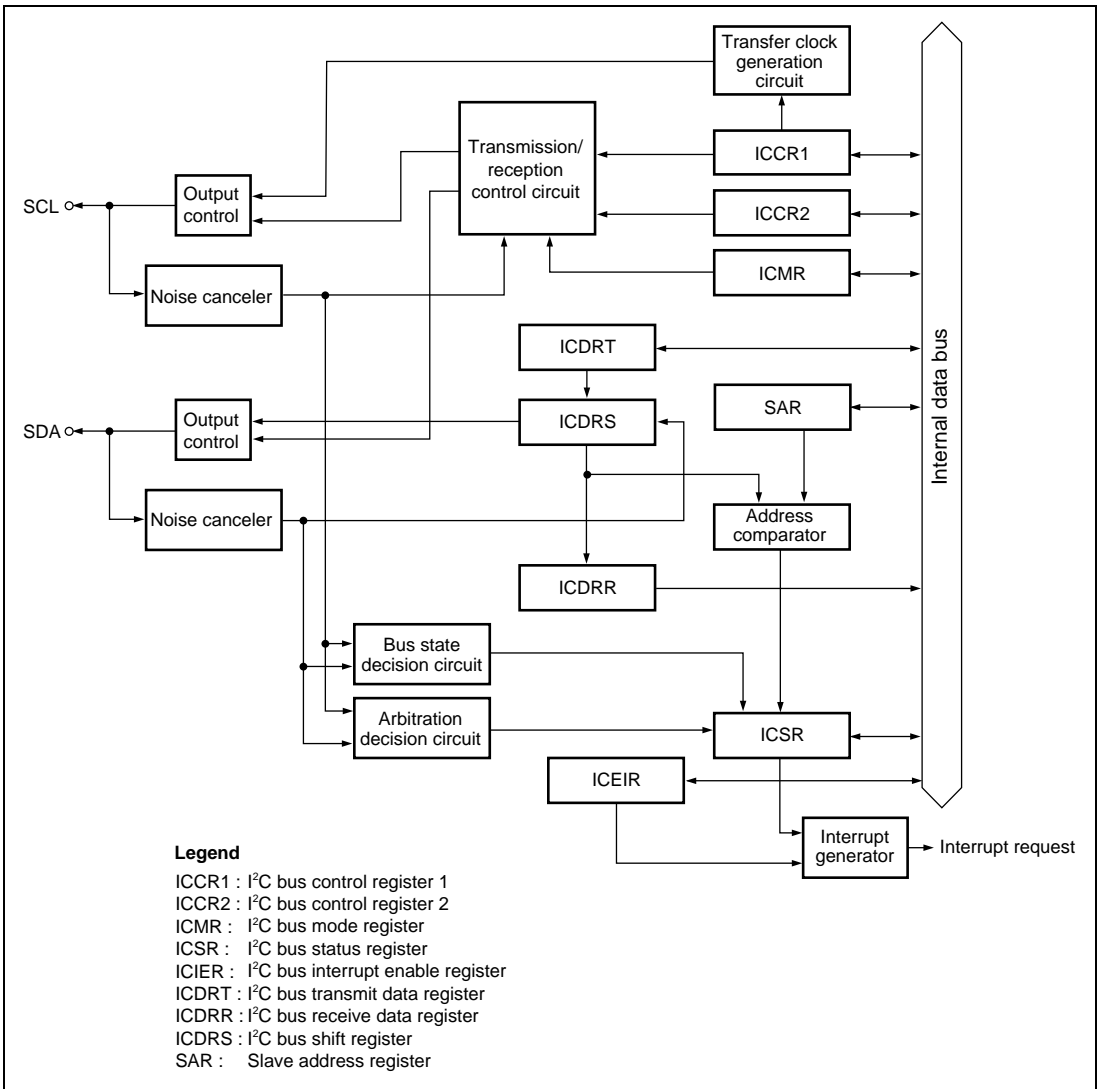 Transfer clock
generation
circuit
Transmission/
reception
control circuit
ICCR1
Output
control
SCL
ICCR2
ICMR
Noise canceler
Internal data bus
ICDRT
SAR
Output
control
SDA
ICDRS
Noise canceler
Address
comparator
ICDRR
Bus state
decision circuit
Arbitration
decision circuit
ICSR
ICEIR
Interrupt
generator
Interrupt request
Legend
ICCR1 : I²C bus control register 1
ICCR2 : I²C bus control register 2
ICMR : I²C bus mode register
ICSR : I²C bus status register
ICIER : I²C bus interrupt enable register
ICDRT : I²C bus transmit data register
ICDRR : I²C bus receive data register
ICDRS : I²C bus shift register
SAR : Slave address register